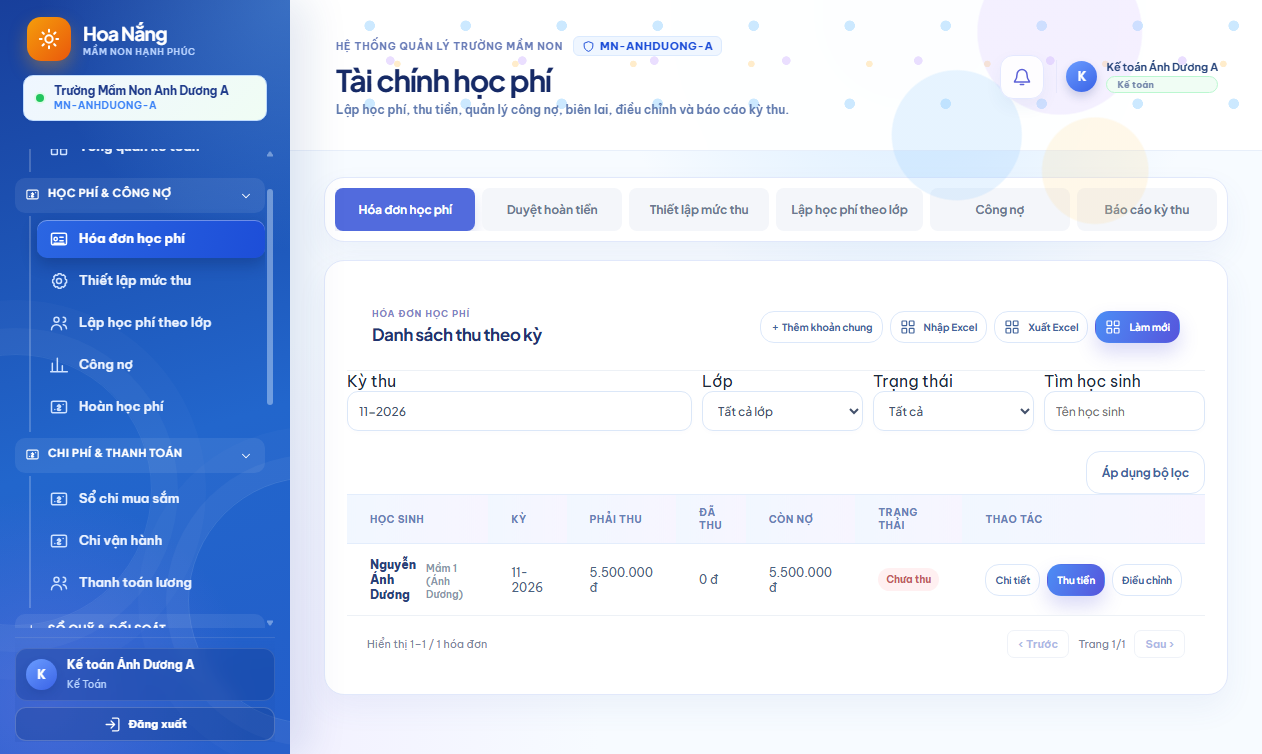 Hoa Nắng
MẦM NON HẠNH PHÚC
Trường Mầm Non Anh Dương A
MN-ANHDUONG-A
Tổng quan kế toán
HỌC PHÍ & CÔNG NỢ
Hóa đơn học phí
Thiết lập mức thu
Lập học phí theo lớp
Công nợ
Hoàn học phí
CHI PHÍ & THANH TOÁN
Sổ chi mua sắm
Chi vận hành
Thanh toán lương
SỔ QUỸ & ĐỐI SOÁT
K
Kế toán Ánh Dương A
Kế Toán
Đăng xuất
HỆ THỐNG QUẢN LÝ TRƯỜNG MẦM NON
MN-ANHDUONG-A
Tài chính học phí
Lập học phí, thu tiền, quản lý công nợ, biên lai, điều chỉnh và báo cáo kỳ thu.
K
Kế toán Ánh Dương A
Kế toán
Hóa đơn học phí
Duyệt hoàn tiền
Thiết lập mức thu
Lập học phí theo lớp
Công nợ
Báo cáo kỳ thu
HÓA ĐƠN HỌC PHÍ
Danh sách thu theo kỳ
+ Thêm khoản chung
Nhập Excel
Xuất Excel
Làm mới
Kỳ thu
Lớp
Trạng thái
Tìm học sinh
11-2026
Tất cả lớp
Tất cả
Tên học sinh
Áp dụng bộ lọc
HỌC SINH
KỲ
PHẢI THU
ĐÃ
THU
CÒN NỢ
TRẠNG
THÁI
THAO TÁC
Nguyễn
Ánh
Dương
Mầm 1
(Ánh
Dương)
11-
2026
5.500.000
đ
0 đ
5.500.000
đ
Chưa thu
Chi tiết
Thu tiền
Điều chỉnh
Hiển thị 1-1 / 1 hóa đơn
‹ Trước
Trang 1/1
Sau ›